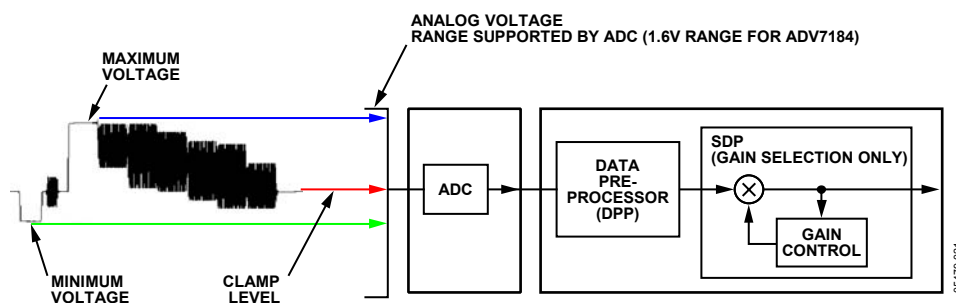 ANALOG VOLTAGE
RANGE SUPPORTED BY ADC (1.6V RANGE FOR ADV7184)
MAXIMUM
VOLTAGE
MINIMUM
VOLTAGE
CLAMP
LEVEL
ADC
DATA
PRE-
PROCESSOR
(DPP)
SDP
(GAIN SELECTION ONLY)
GAIN
CONTROL